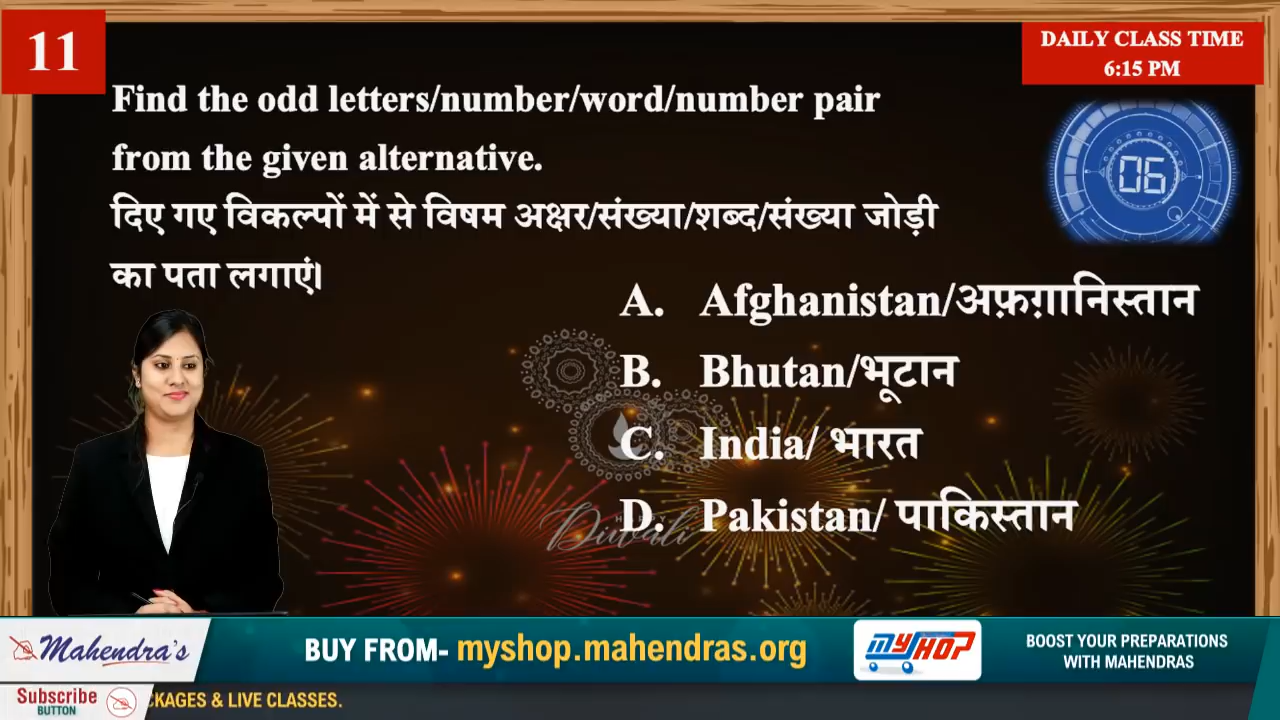 11
DAILY CLASS TIME
6:15 PM
Find the odd letters/number/word/number pair
from the given alternative.
06
दिए गए विकल्पों में से विषम अक्षर/संख्या/शब्द/संख्या जोड़ी
का पता लगाएं।
A. Afghanistan/अफ़ग़ानिस्तान
B. Bhutan/भूटान
C. India/ भारत
D. Pakistan/ पाकिस्तान
Diwali
Mahendra's
BUY FROM- myshop.mahendras.org
MY SHOP
BOOST YOUR PREPARATIONS
WITH MAHENDRAS
Subscribe
BUTTON
CKAGES & LIVE CLASSES.